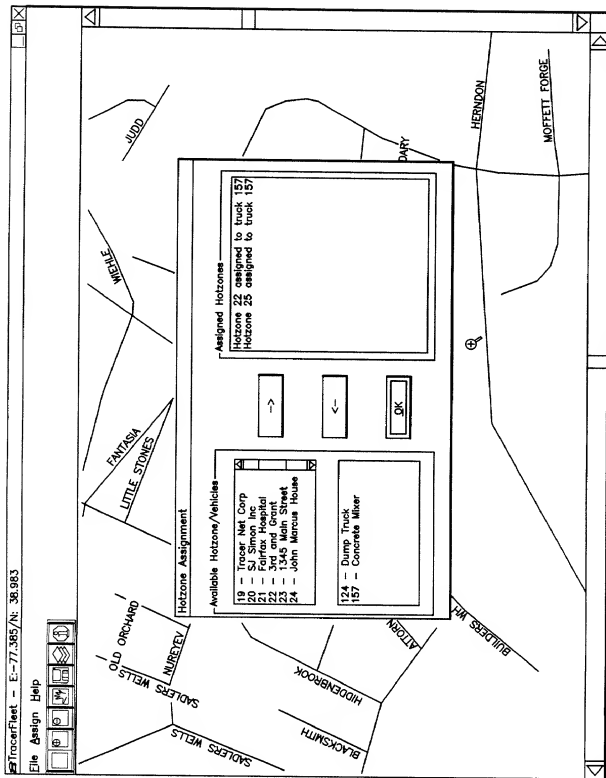 TracerFleet – E:-77.385/N: 38.983
File Assign Help
OLD ORCHARD
NUREYEV
SADLERS WELLS
SADLERS WELLS
FANTASIA
LITTLE STONES
WIEHLE
JUDD
HIDDENBROOK
BLACKSMITH
ATTORN
BUILDERS WH
DARY
HERNDON
MOFFETT FORGE
Hotzone Assignment
Available Hotzone/Vehicles
19 – Tracer Net Corp
20 – SJ Simon Inc
21 – Fairfax Hospital
22 – 3rd and Grant
23 – 1345 Main Street
24 – John Marcus House
124 – Dump Truck
157 – Concrete Mixer
–>
<–
OK
Assigned Hotzones
Hotzone 22 assigned to truck 157
Hotzone 25 assigned to truck 157